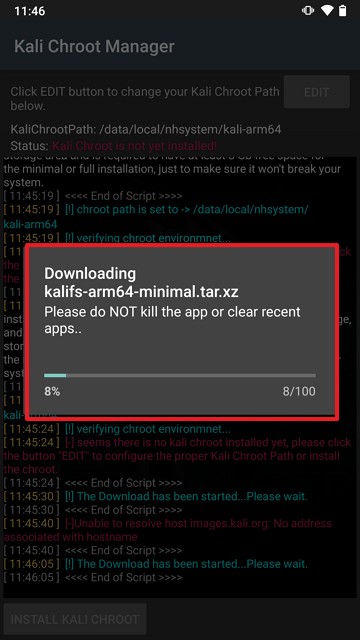 11:46
Kali Chroot Manager
Click EDIT button to change your Kali Chroot Path
below.
EDIT
KaliChrootPath: /data/local/nhsystem/kali-arm64
Status: Kali Chroot is not yet installed!
storage area and is required to have at least 8 GB free space for
the minimal or full installation, just to make sure it won't break your
system.
[ 11:45:19 ] <<<< End of Script >>>>
[ 11:45:19 ] [!] chroot path is set to -> /data/local/nhsystem/
kali-arm64
[ 11:45:19 ] [!] verifying chroot environmnet...
Downloading
kalifs-arm64-minimal.tar.xz
Please do NOT kill the app or clear recent
apps..
8%
8/100
[ 11:45:24 ] [!] verifying chroot environmnet...
[ 11:45:24 ] [-] seems there is no kali chroot installed yet, please click
the button "EDIT" to configure the proper Kali Chroot Path or install
the chroot.
[ 11:45:24 ] <<<< End of Script >>>>
[ 11:45:30 ] [!] The Download has been started...Please wait.
[ 11:45:30 ] <<<< End of Script >>>>
[ 11:45:40 ] [-]Unable to resolve host images.kali.org: No address
associated with hostname
[ 11:45:40 ] <<<< End of Script >>>>
[ 11:46:05 ] [!] The Download has been started...Please wait.
[ 11:46:05 ] <<<< End of Script >>>>
INSTALL KALI CHROOT